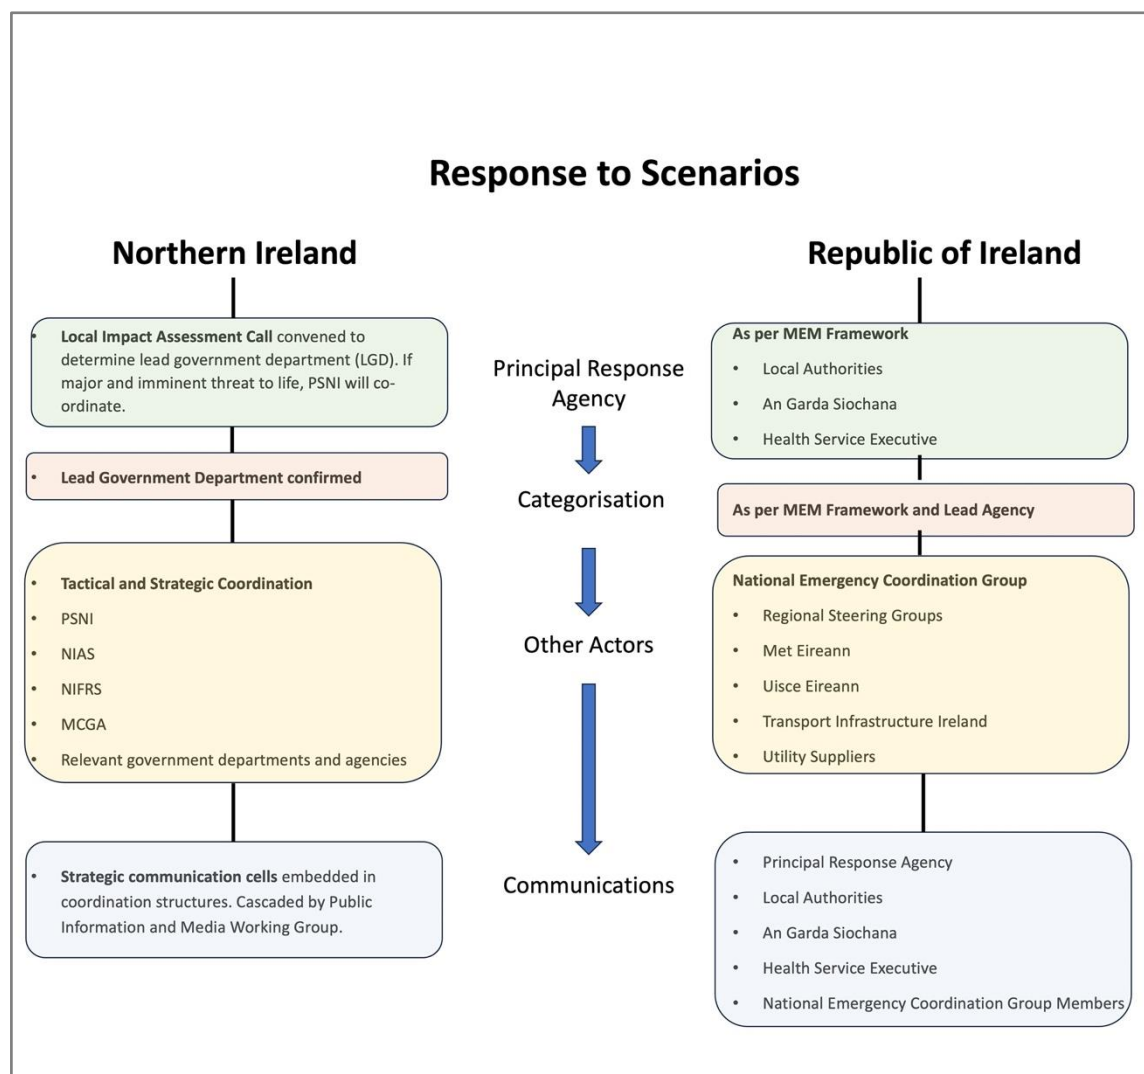 Response to Scenarios
Northern Ireland
• Local Impact Assessment Call convened to
determine lead government department (LGD). If
major and imminent threat to life, PSNI will co-
ordinate.
• Lead Government Department confirmed
• Tactical and Strategic Coordination
• PSNI
• NIAS
• NIFRS
• MCGA
• Relevant government departments and agencies
• Strategic communication cells embedded in
coordination structures. Cascaded by Public
Information and Media Working Group.
Principal Response
Agency
Categorisation
Other Actors
Communications
Republic of Ireland
As per MEM Framework
• Local Authorities
• An Garda Siochana
• Health Service Executive
As per MEM Framework and Lead Agency
National Emergency Coordination Group
• Regional Steering Groups
• Met Eireann
• Uisce Eireann
• Transport Infrastructure Ireland
• Utility Suppliers
• Principal Response Agency
• Local Authorities
• An Garda Siochana
• Health Service Executive
• National Emergency Coordination Group Members